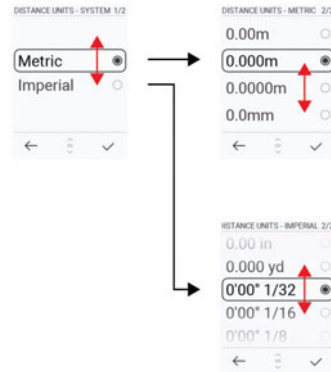 DISTANCE UNITS - SYSTEM 1/2
Metric
Imperial
DISTANCE UNITS - METRIC 2/2
0.00m
0.000m
0.0000m
0.0mm
ISTANCE UNITS - IMPERIAL 2/2
0.00 in
0.000 yd
0'00" 1/32
0'00" 1/16
0'00" 1/8